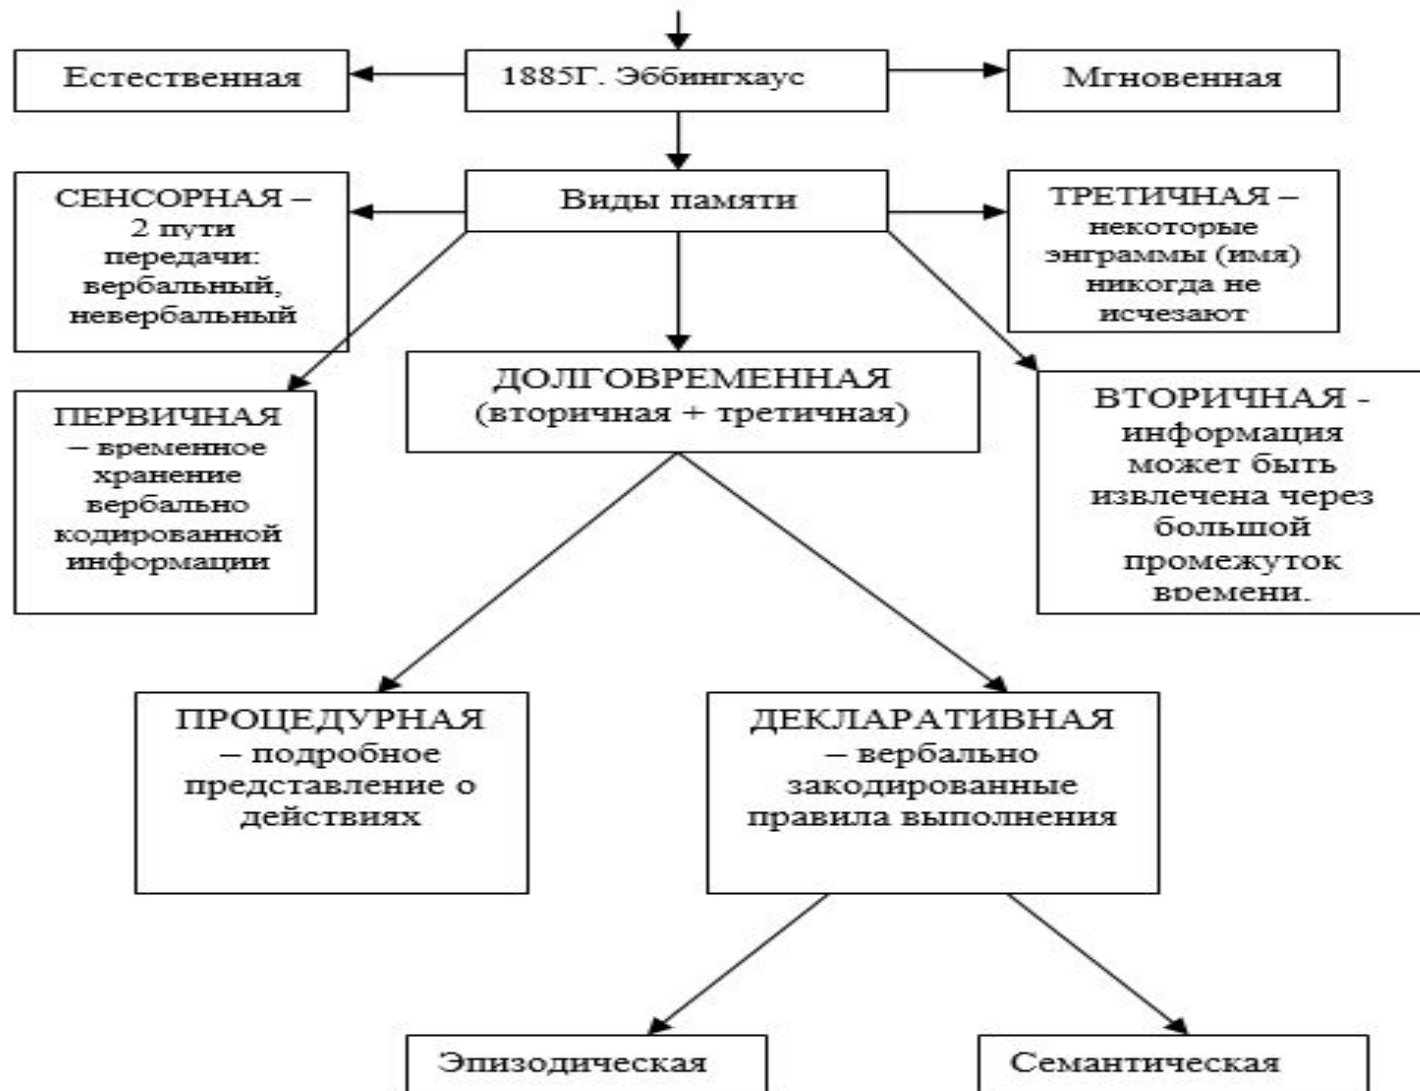 Естественная
1885Г. Эббингхаус
Мгновенная
СЕНСОРНАЯ –
2 пути
передачи:
вербальный,
невербальный
Виды памяти
ТРЕТИЧНАЯ –
некоторые
энграммы (имя)
никогда не
исчезают
ПЕРВИЧНАЯ
– временное
хранение
вербально
кодированной
информации
ДОЛГОВРЕМЕННАЯ
(вторичная + третичная)
ВТОРИЧНАЯ -
информация
может быть
извлечена через
большой
промежуток
времени.
ПРОЦЕДУРНАЯ
– подробное
представление о
действиях
ДЕКЛАРАТИВНАЯ
– вербально
закодированные
правила выполнения
Эпизодическая
Семантическая